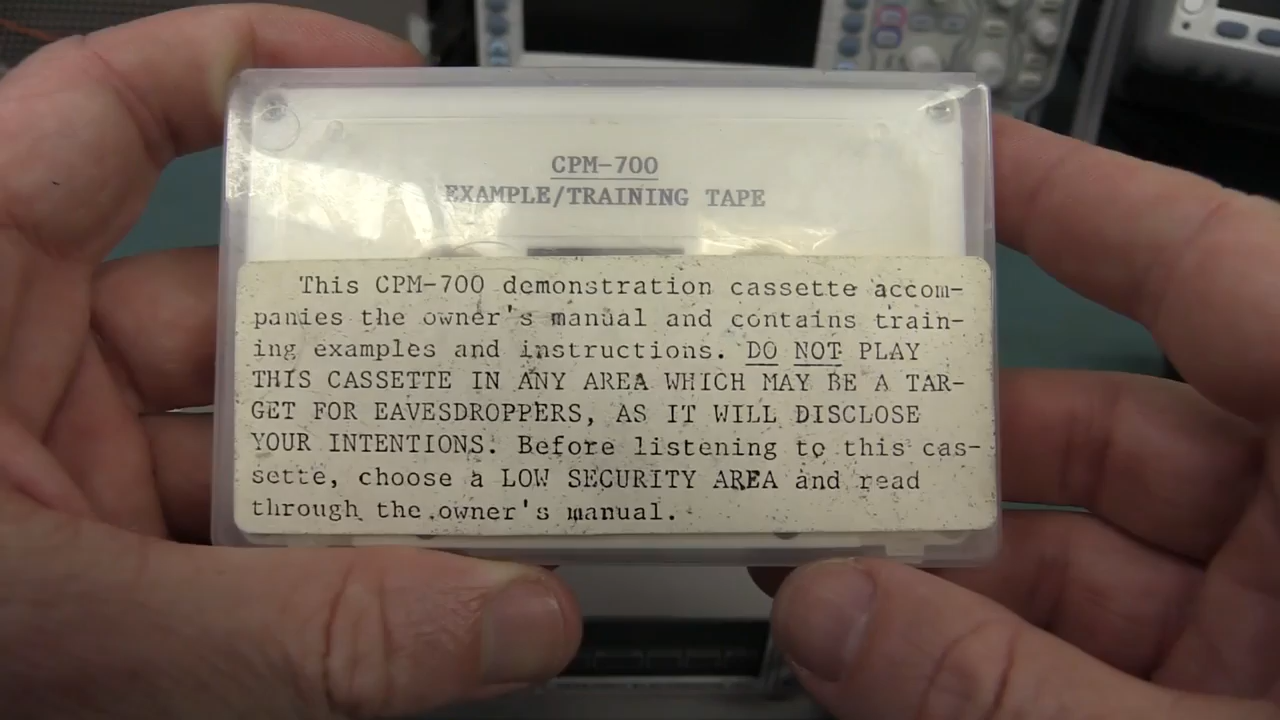 CPM-700
EXAMPLE/TRAINING TAPE
This CPM-700 demonstration cassette accom-
panies the owner's manual and contains train-
ing examples and instructions. DO NOT PLAY
THIS CASSETTE IN ANY AREA WHICH MAY BE A TAR-
GET FOR EAVESDROPPERS, AS IT WILL DISCLOSE
YOUR INTENTIONS. Before listening to this cas-
sette, choose a LOW SECURITY AREA and read
through the owner's manual.